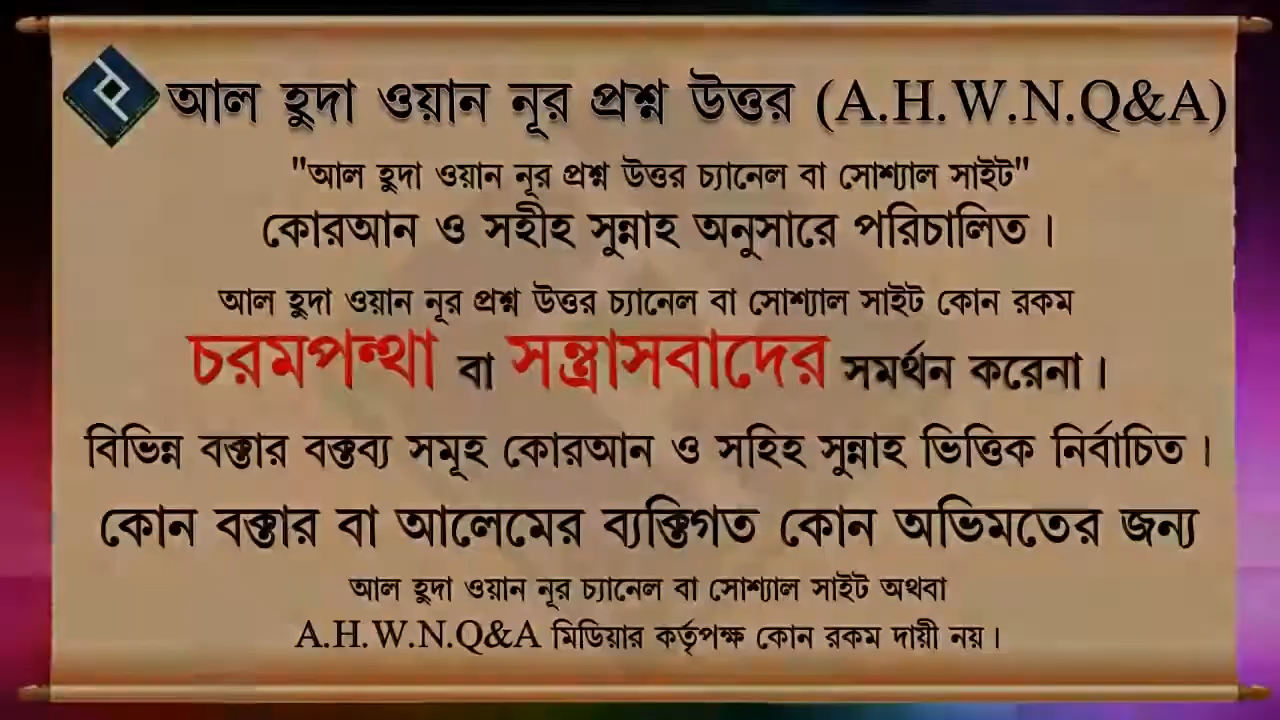 আল হুদা ওয়ান নূর প্রশ্ন উত্তর (A.H.W.N.Q&A)
"আল হুদা ওয়ান নূর প্রশ্ন উত্তর চ্যানেল বা সোশ্যাল সাইট"
কোরআন ও সহীহ সুন্নাহ অনুসারে পরিচালিত ।
আল হুদা ওয়ান নূর প্রশ্ন উত্তর চ্যানেল বা সোশ্যাল সাইট কোন রকম
চরমপন্থা বা সন্ত্রাসবাদের সমর্থন করেনা ।
বিভিন্ন বক্তার বক্তব্য সমূহ কোরআন ও সহিহ সুন্নাহ ভিত্তিক নির্বাচিত ।
কোন বক্তার বা আলেমের ব্যক্তিগত কোন অভিমতের জন্য
আল হুদা ওয়ান নূর চ্যানেল বা সোশ্যাল সাইট অথবা
A.H.W.N.Q&A মিডিয়ার কর্তৃপক্ষ কোন রকম দায়ী নয় ।